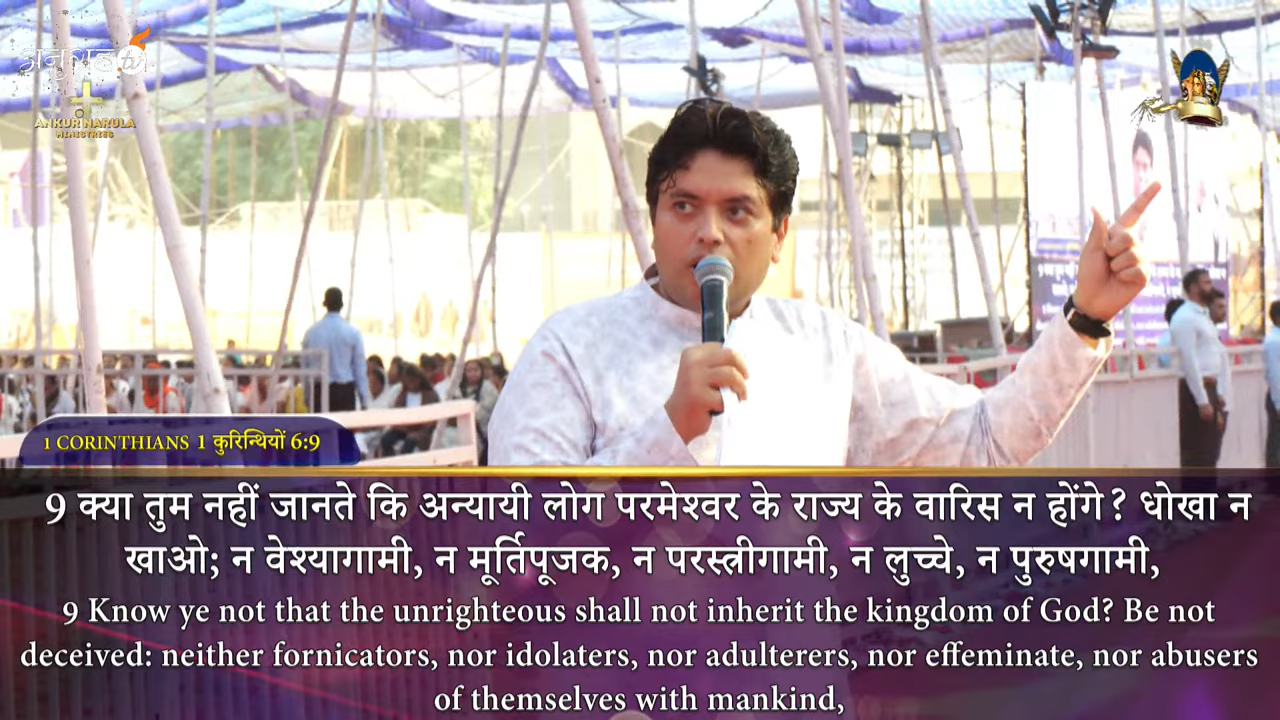 अनुग्रह tv
ANKUR NARULA
MINISTRIES
1 CORINTHIANS 1 कुरिन्थियों 6:9
9 क्या तुम नहीं जानते कि अन्यायी लोग परमेश्वर के राज्य के वारिस न होंगे? धोखा न
खाओ; न वेश्यागामी, न मूर्तिपूजक, न परस्त्रीगामी, न लुच्चे, न पुरुषगामी,
9 Know ye not that the unrighteous shall not inherit the kingdom of God? Be not
deceived: neither fornicators, nor idolaters, nor adulterers, nor effeminate, nor abusers
of themselves with mankind,